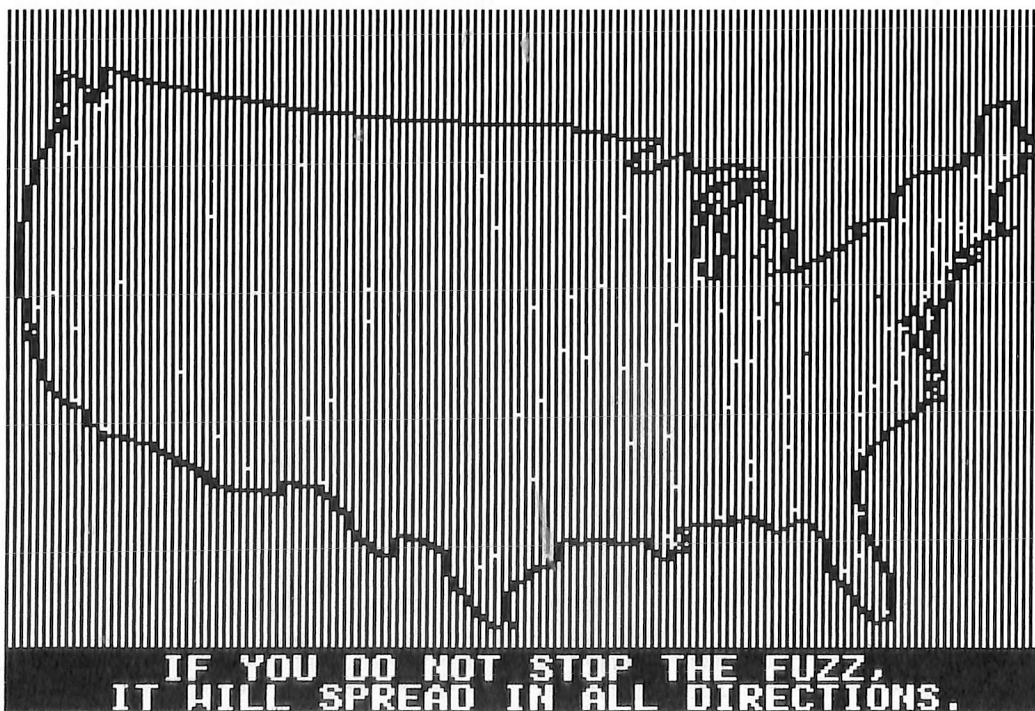 IF YOU DO NOT STOP THE FUZZ,
IT WILL SPREAD IN ALL DIRECTIONS.